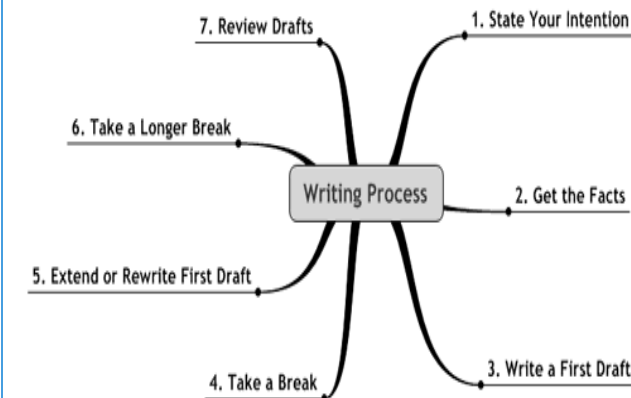 7. Review Drafts
1. State Your Intention
6. Take a Longer Break
Writing Process
2. Get the Facts
5. Extend or Rewrite First Draft
3. Write a First Draft
4. Take a Break